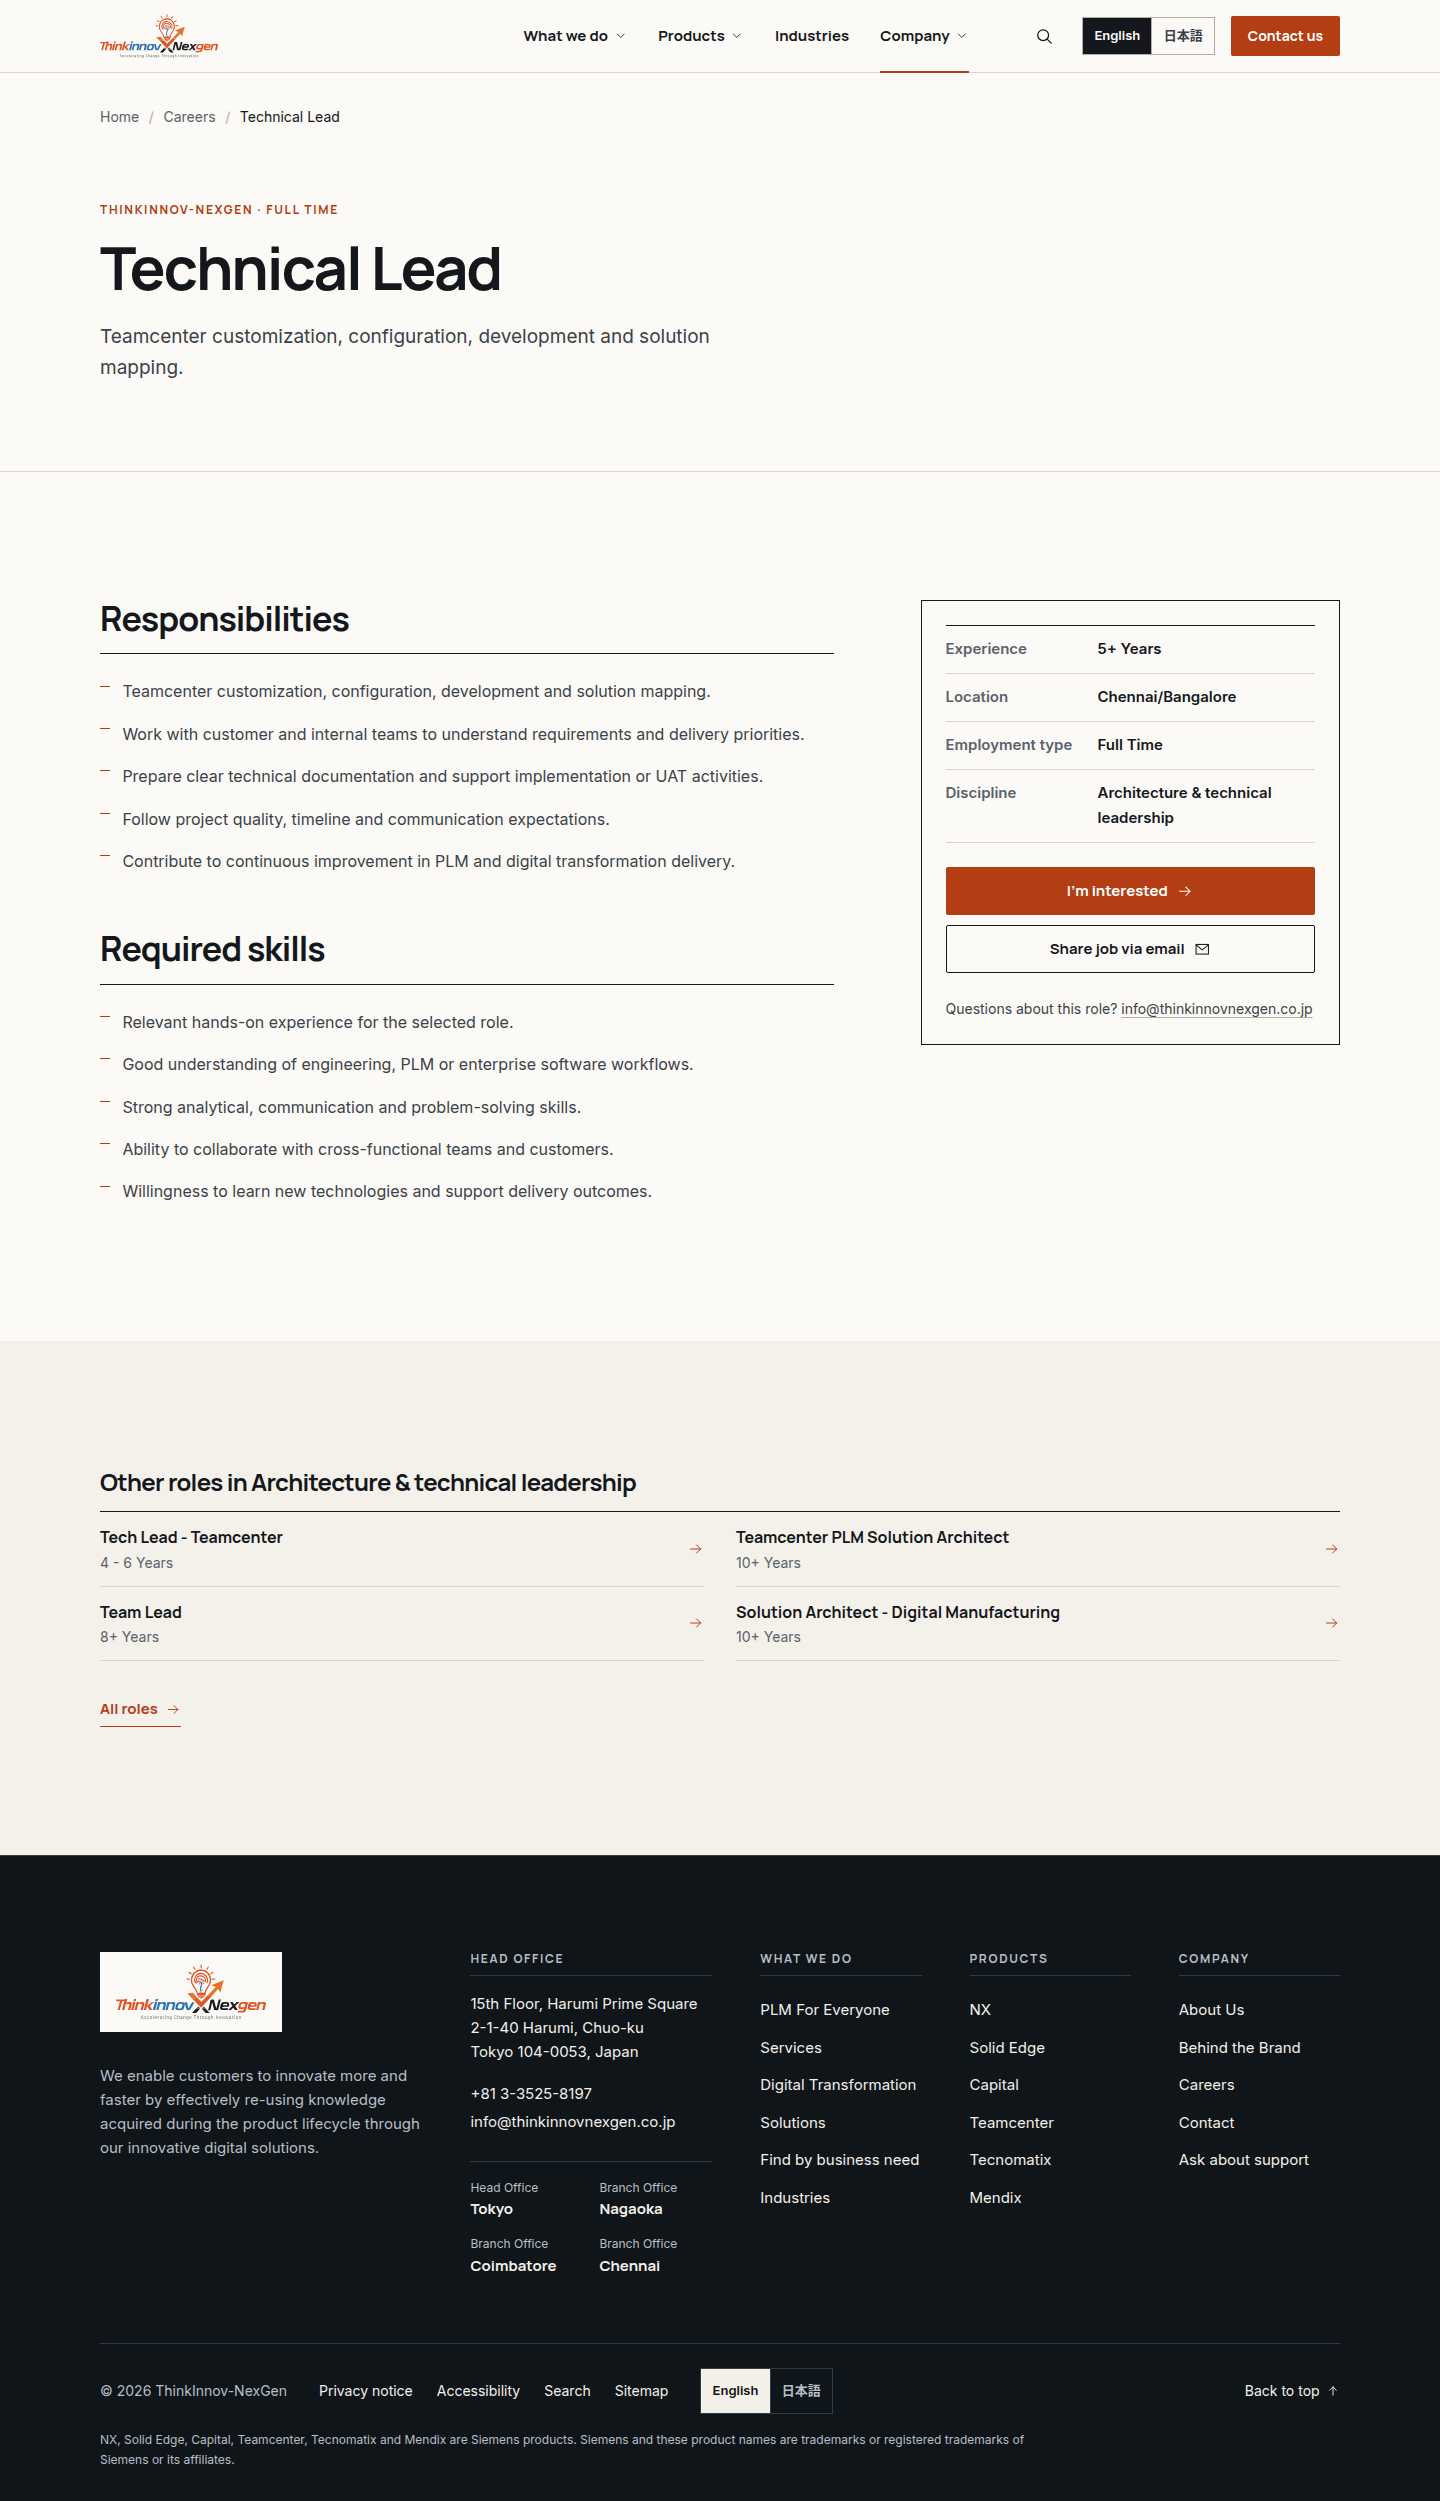 ThinkinnovXNexgen
Accelerating Change Through Innovation
What we do
Products
Industries
Company
English
日本語
Contact us
Home / Careers / Technical Lead
THINKINNOV-NEXGEN · FULL TIME
Technical Lead
Teamcenter customization, configuration, development and solution
mapping.
Responsibilities
Teamcenter customization, configuration, development and solution mapping.
Work with customer and internal teams to understand requirements and delivery priorities.
Prepare clear technical documentation and support implementation or UAT activities.
Follow project quality, timeline and communication expectations.
Contribute to continuous improvement in PLM and digital transformation delivery.
Required skills
Relevant hands-on experience for the selected role.
Good understanding of engineering, PLM or enterprise software workflows.
Strong analytical, communication and problem-solving skills.
Ability to collaborate with cross-functional teams and customers.
Willingness to learn new technologies and support delivery outcomes.
Experience 5+ Years
Location Chennai/Bangalore
Employment type Full Time
Discipline Architecture & technical
leadership
I'm interested →
Share job via email
Questions about this role? info@thinkinnovnexgen.co.jp
Other roles in Architecture & technical leadership
Tech Lead - Teamcenter
4 - 6 Years
→
Teamcenter PLM Solution Architect
10+ Years
→
Team Lead
8+ Years
→
Solution Architect - Digital Manufacturing
10+ Years
→
All roles →
ThinkinnovXNexgen
Accelerating Change Through Innovation
We enable customers to innovate more and
faster by effectively re-using knowledge
acquired during the product lifecycle through
our innovative digital solutions.
HEAD OFFICE
15th Floor, Harumi Prime Square
2-1-40 Harumi, Chuo-ku
Tokyo 104-0053, Japan
+81 3-3525-8197
info@thinkinnovnexgen.co.jp
Head Office
Tokyo
Branch Office
Nagaoka
Branch Office
Coimbatore
Branch Office
Chennai
WHAT WE DO
PLM For Everyone
Services
Digital Transformation
Solutions
Find by business need
Industries
PRODUCTS
NX
Solid Edge
Capital
Teamcenter
Tecnomatix
Mendix
COMPANY
About Us
Behind the Brand
Careers
Contact
Ask about support
© 2026 ThinkInnov-NexGen
Privacy notice
Accessibility
Search
Sitemap
English
日本語
Back to top ↑
NX, Solid Edge, Capital, Teamcenter, Tecnomatix and Mendix are Siemens products. Siemens and these product names are trademarks or registered trademarks of
Siemens or its affiliates.